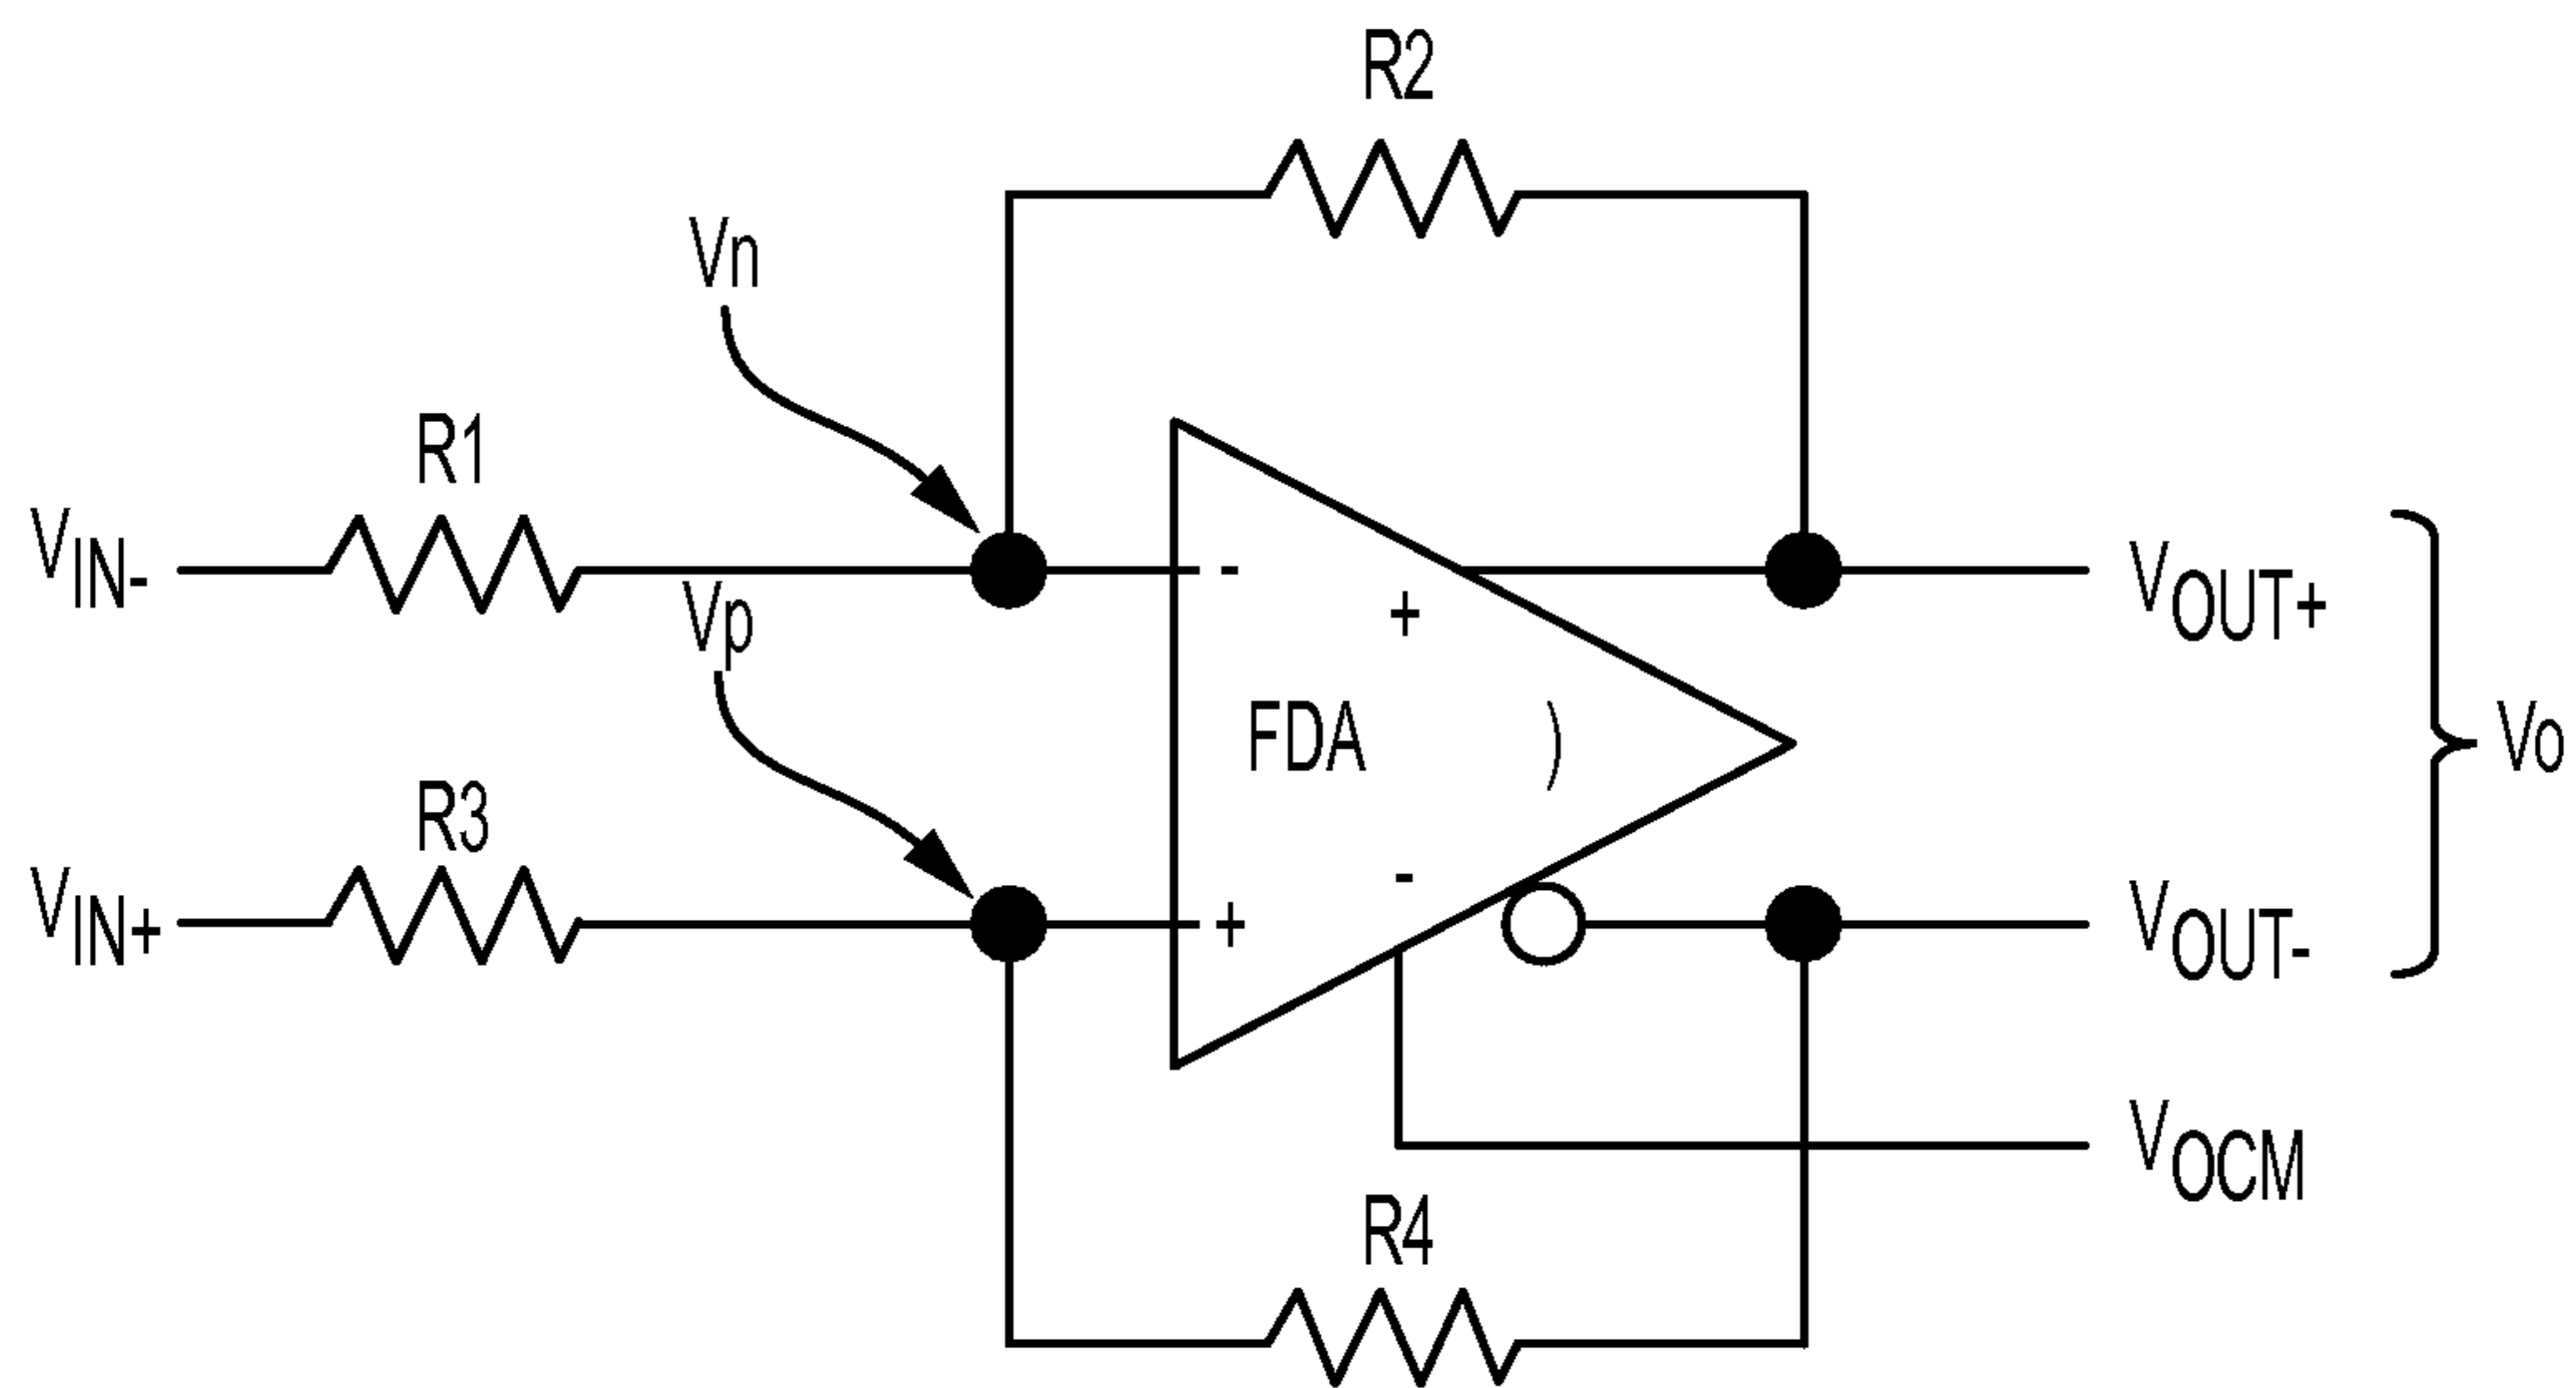 R2
Vn
R1
VIN-
-
+
VOUT+
Vp
FDA
)
Vo
R3
VIN+
+
-
VOUT-
VOCM
R4